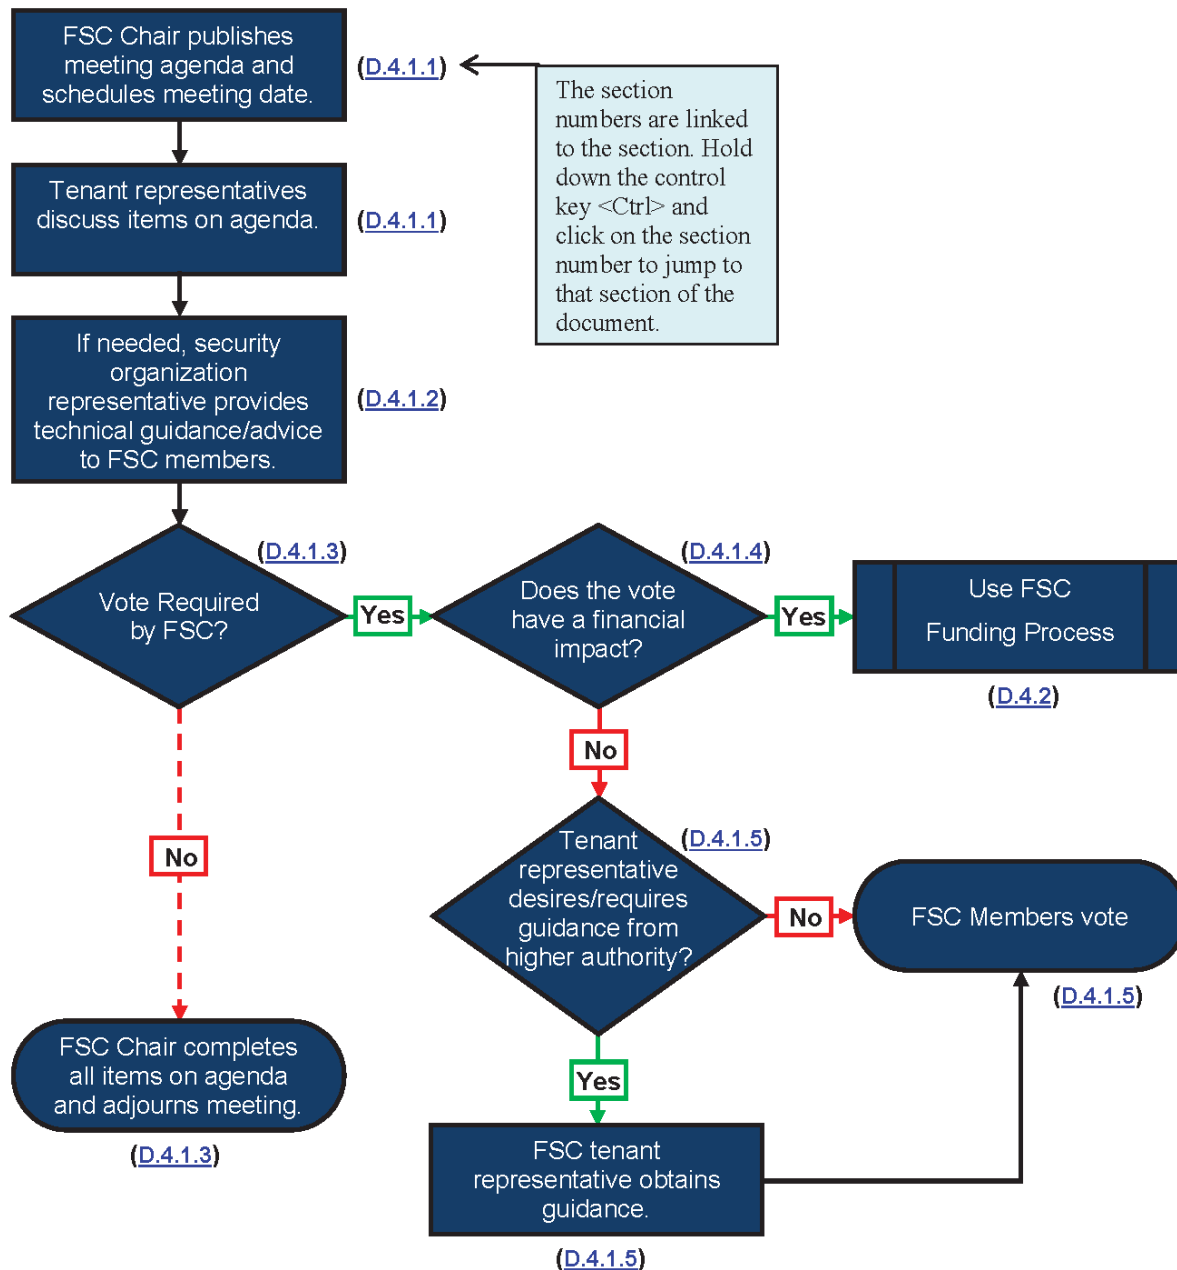 FSC Chair publishes
meeting agenda and
schedules meeting date.
(D.4.1.1)
The section
numbers are linked
to the section. Hold
down the control
key <Ctrl> and
click on the section
number to jump to
that section of the
document.
Tenant representatives
discuss items on agenda.
(D.4.1.1)
If needed, security
organization
representative provides
technical guidance/advice
to FSC members.
(D.4.1.2)
Vote Required
by FSC?
(D.4.1.3)
Yes
Does the vote
have a financial
impact?
(D.4.1.4)
Yes
Use FSC
Funding Process
(D.4.2)
No
No
Tenant
representative
desires/requires
guidance from
higher authority?
(D.4.1.5)
No
FSC Members vote
(D.4.1.5)
FSC Chair completes
all items on agenda
and adjourns meeting.
(D.4.1.3)
Yes
FSC tenant
representative obtains
guidance.
(D.4.1.5)